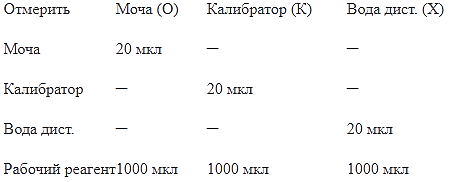 Отмерить Моча (О) Калибратор (К) Вода дист. (Х)
Моча 20 мкл — —
Калибратор — 20 мкл —
Вода дист. — — 20 мкл
Рабочий реагент 1000 мкл 1000 мкл 1000 мкл